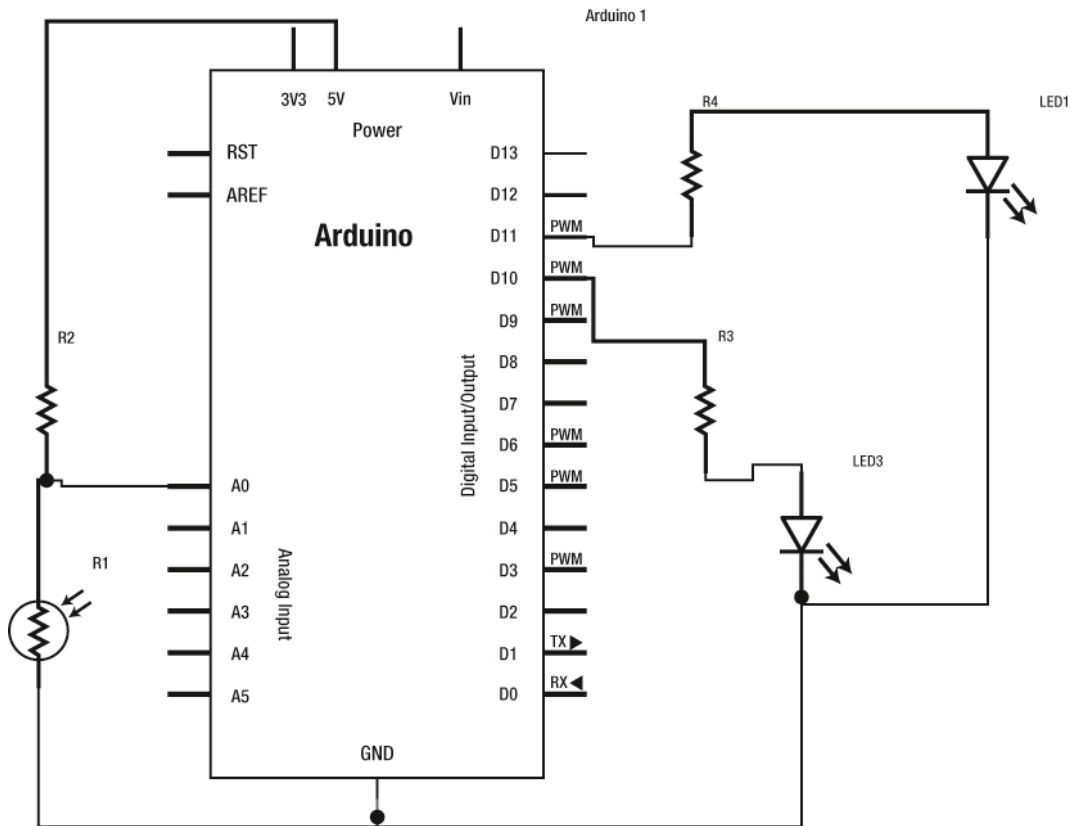 Arduino 1
3V3 5V Vin
Power
R4
LED1
RST
D13
AREF
D12
Arduino
D11 PWM
D10 PWM
D9 PWM
R2
R3
D8
D7
Digital Input/Output
D6 PWM
LED3
A0
D5 PWM
A1
D4
R1
A2
Analog Input
D3 PWM
A3
D2
A4
D1 TX
A5
D0 RX
GND